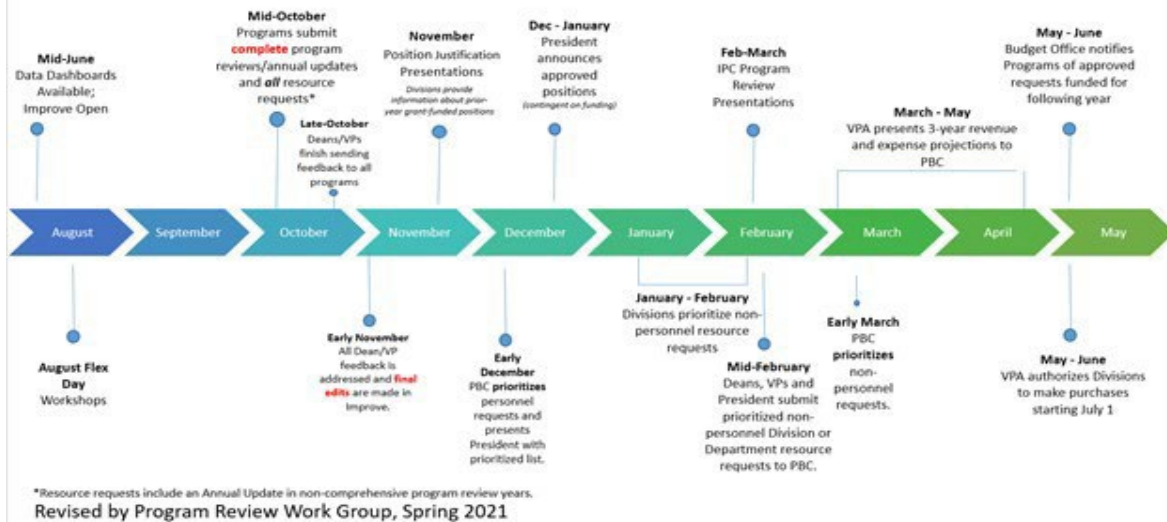 Mid-June
Data Dashboards
Available;
Improve Open
Mid-October
Programs submit
complete program
reviews/annual updates
and all resource
requests*
Late-October
Deans/VPs
finish sending
feedback to all
programs
November
Position Justification
Presentations
Divisions provide
information about prior-
year grant-funded positions
Dec - January
President
announces
approved
positions
(contingent on funding)
Feb-March
IPC Program
Review
Presentations
March - May
VPA presents 3-year revenue
and expense projections to
PBC
May - June
Budget Office notifies
Programs of approved
requests funded for
following year
August
September
October
November
December
January
February
March
April
May
August Flex
Day
Workshops
Early November
All Dean/VP
feedback is
addressed and final
edits are made in
Improve.
Early
December
PBC prioritizes
personnel
requests and
presents
President with
prioritized list.
January - February
Divisions prioritize non-
personnel resource
requests
Mid-February
Deans, VPs and
President submit
prioritized non-
personnel Division or
Department resource
requests to PBC.
Early March
PBC
prioritizes
non-
personnel
requests.
May - June
VPA authorizes Divisions
to make purchases
starting July 1
*Resource requests include an Annual Update in non-comprehensive program review years.
Revised by Program Review Work Group, Spring 2021